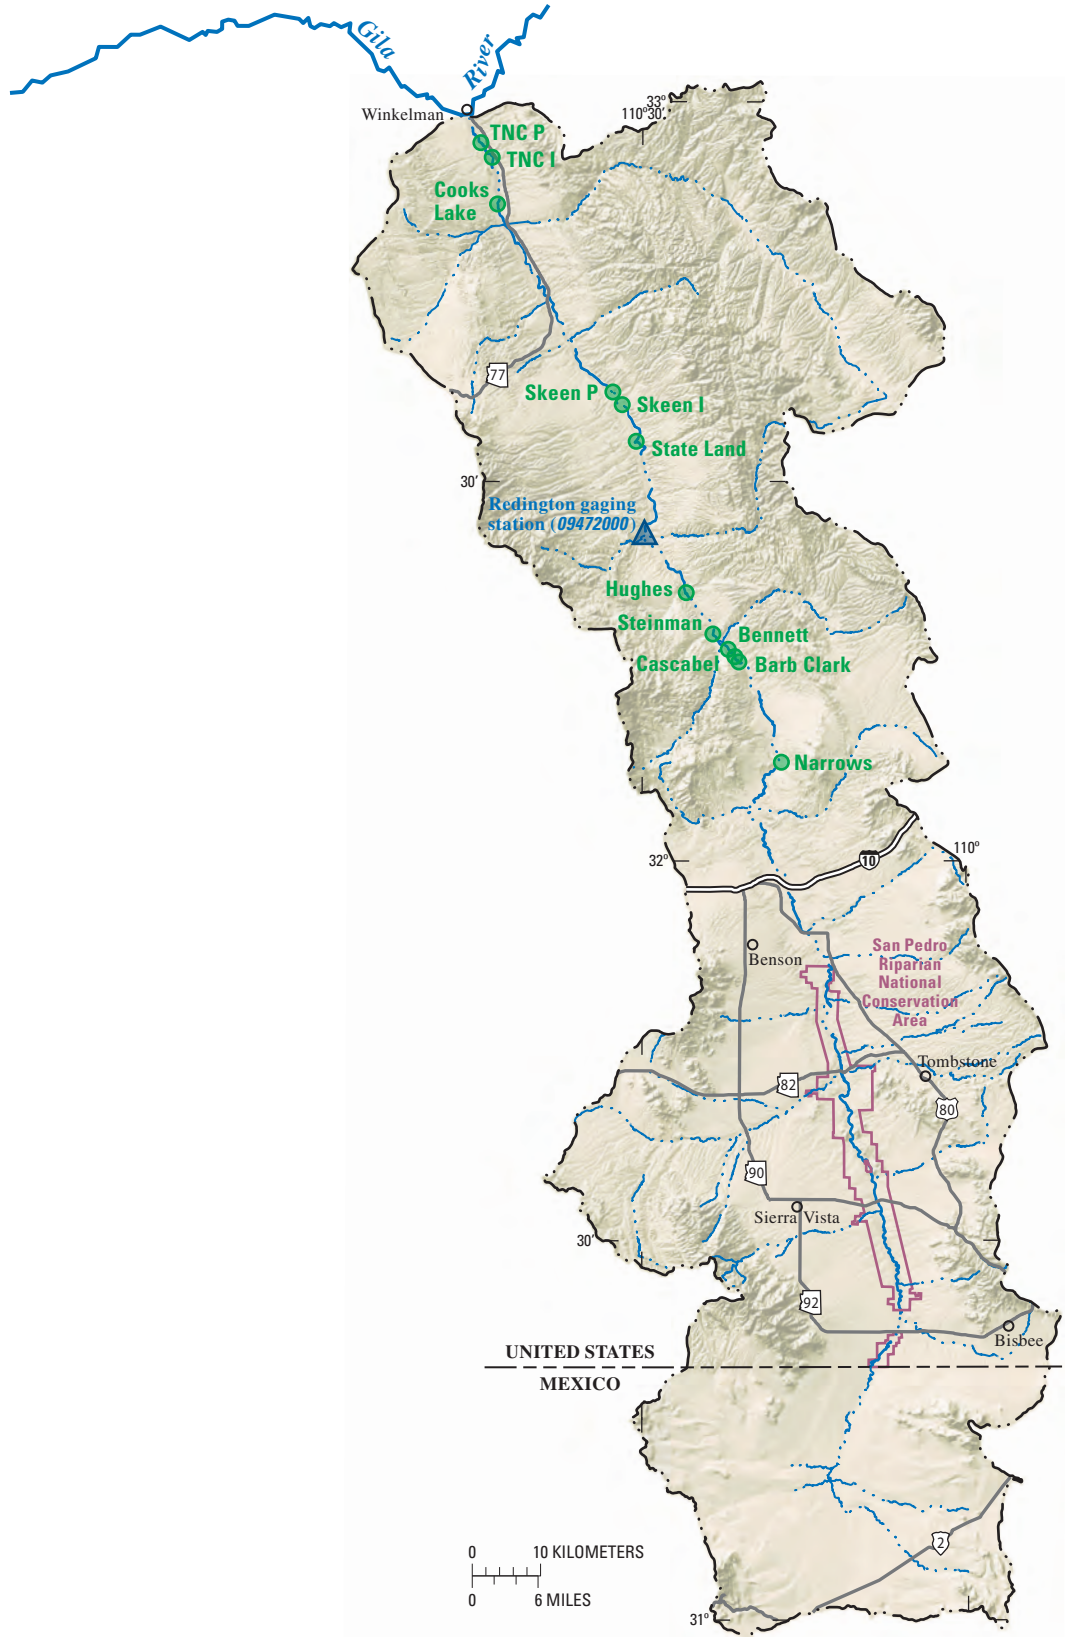 Gila
River
Winkelman
33°
110°30'
TNC P
TNC I
Cooks
Lake
77
Skeen P
Skeen I
State Land
30'
Redington gaging
station (09472000)
Hughes
Steinman
Bennett
Cascabel
Barb Clark
Narrows
32°
10
110°
Benson
San Pedro
Riparian
National
Conservation
Area
Tombstone
82
80
90
Sierra Vista
30'
92
Bisbee
UNITED STATES
MEXICO
2
0 10 KILOMETERS
0 6 MILES
31°